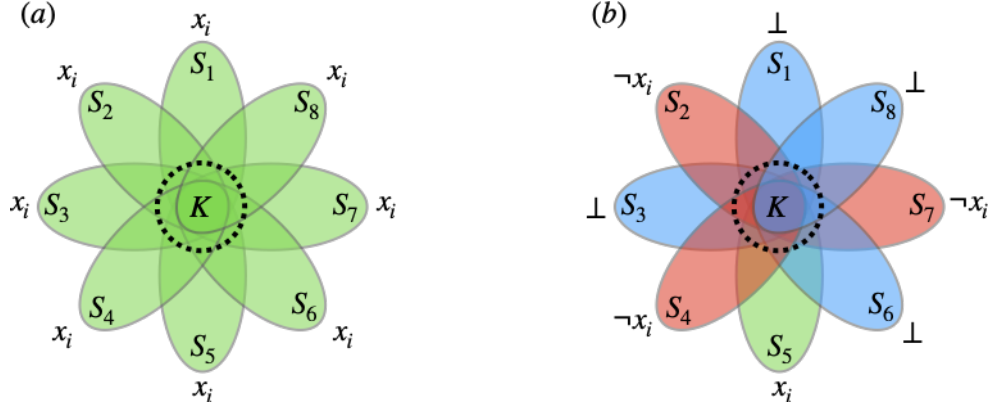 (a)
x_i
x_i S_1 x_i
S_2 S_8
x_i S_3 K S_7 x_i
S_4 S_6
x_i S_5 x_i
x_i
(b)
⊥
¬x_i S_1 ⊥
S_2 S_8
⊥ S_3 K S_7 ¬x_i
S_4 S_6
¬x_i S_5 ⊥
x_i